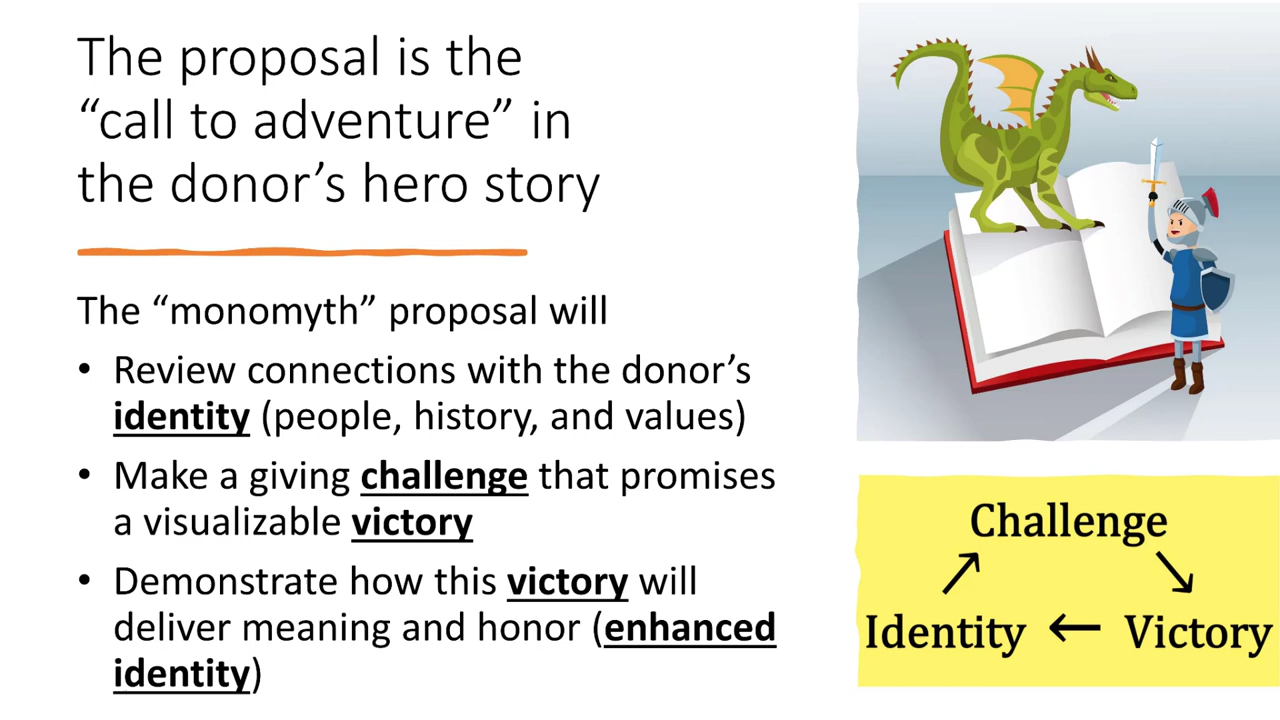 The proposal is the
“call to adventure” in
the donor’s hero story
The “monomyth” proposal will
• Review connections with the donor’s
identity (people, history, and values)
• Make a giving challenge that promises
a visualizable victory
• Demonstrate how this victory will
deliver meaning and honor (enhanced
identity)
Challenge
Identity ← Victory